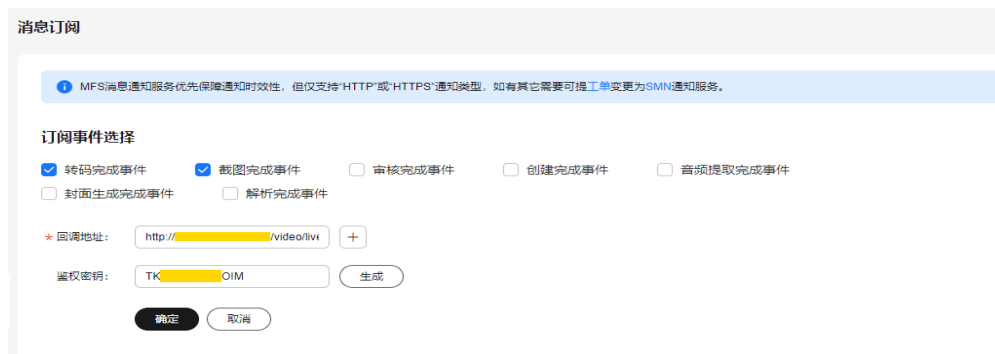 消息订阅
MFS消息通知服务优先保障通知时效性，但仅支持“HTTP”或“HTTPS”通知类型，如有其它需要可提工单变更为SMN通知服务。
订阅事件选择
转码完成事件 截图完成事件 审核完成事件 创建完成事件 音频提取完成事件
封面生成完成事件 解析完成事件
* 回调地址： http:// /video/live +
鉴权密钥： TK OIM 生成
确定 取消